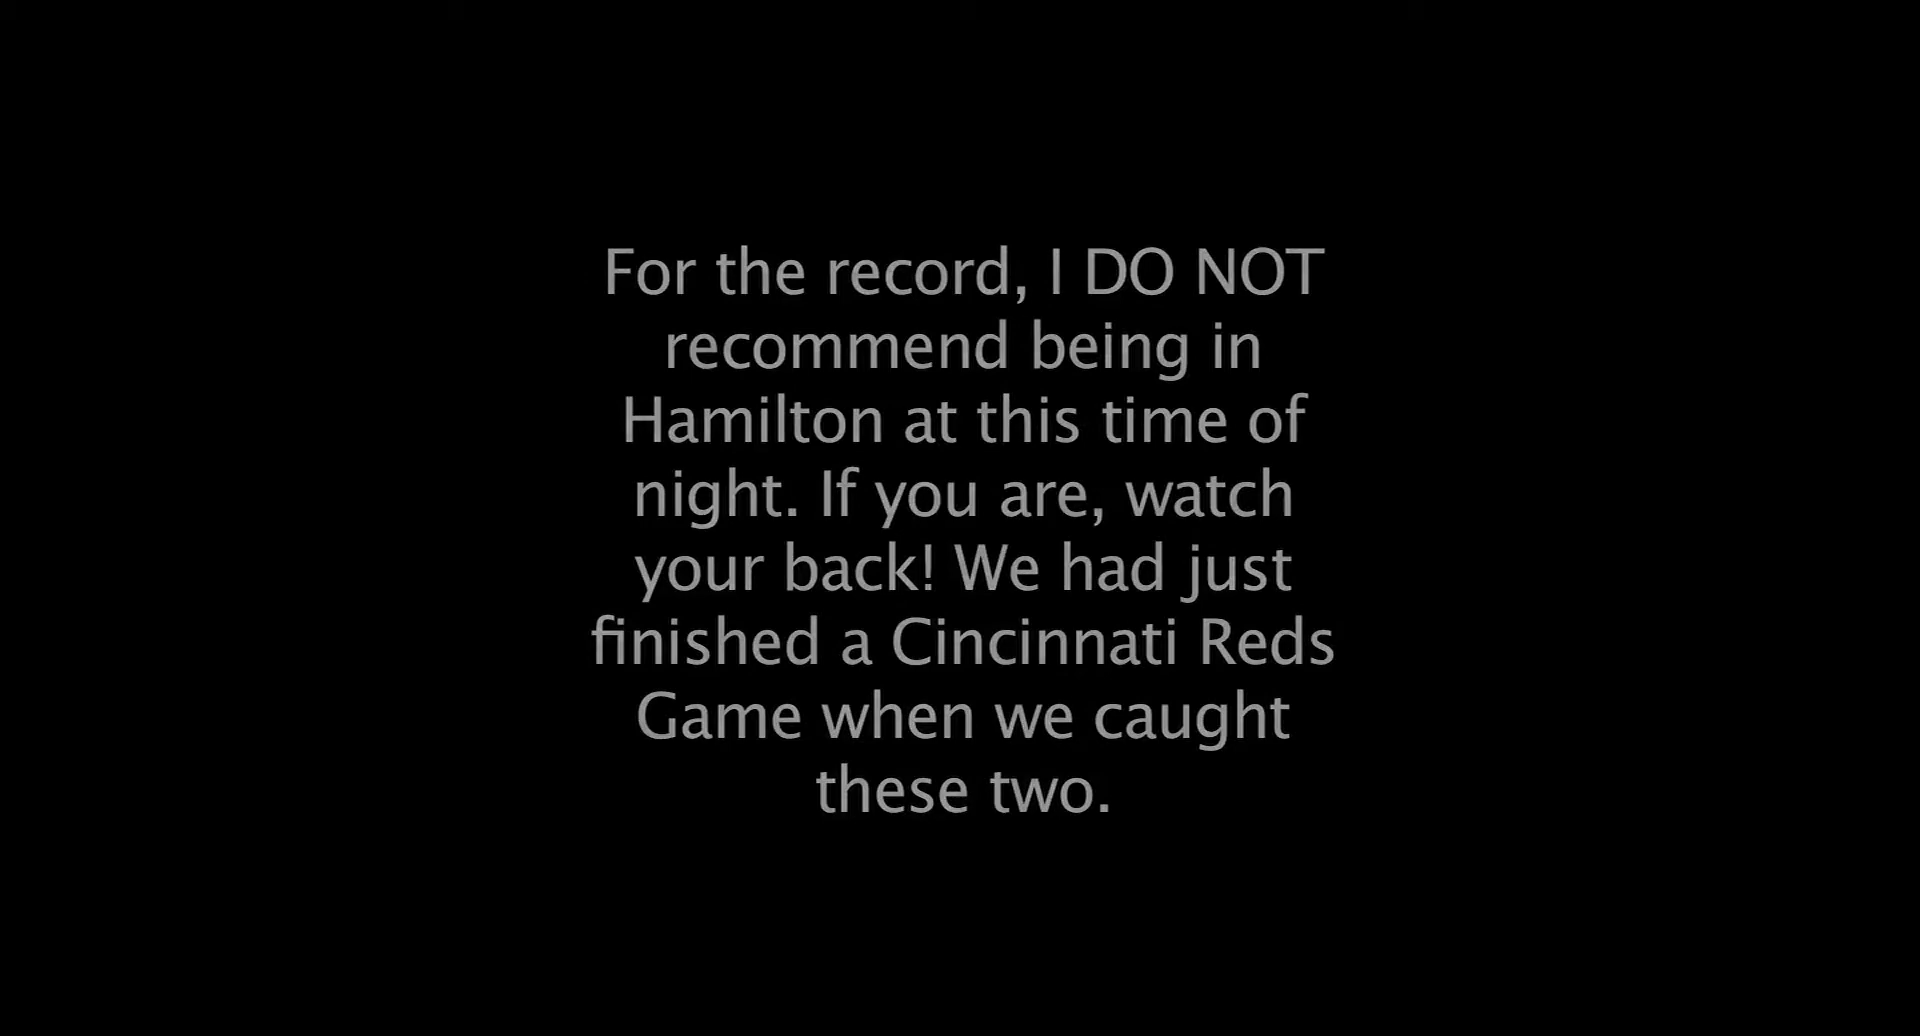 For the record, I DO NOT
recommend being in
Hamilton at this time of
night. If you are, watch
your back! We had just
finished a Cincinnati Reds
Game when we caught
these two.